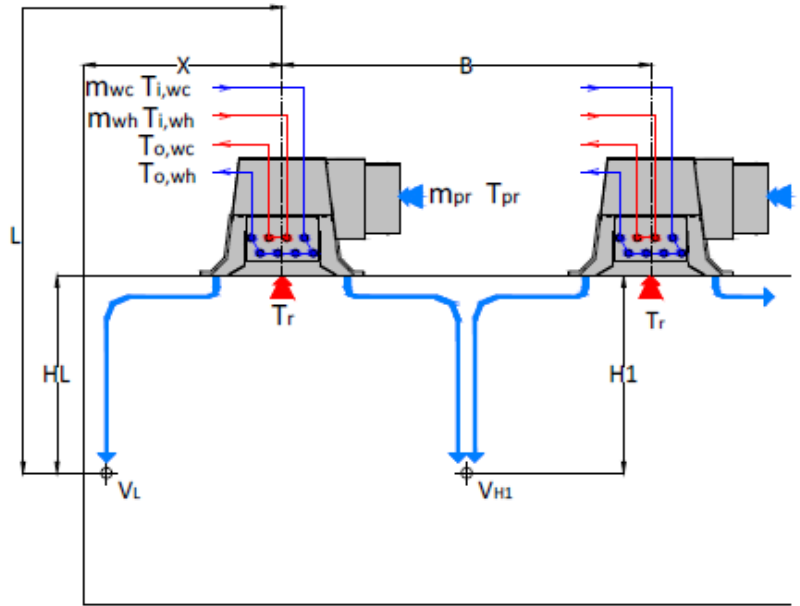 X B
mwc Ti,wc
mwh Ti,wh
To,wc
To,wh
mpr Tpr
L
Tr Tr
HL H1
VL VH1